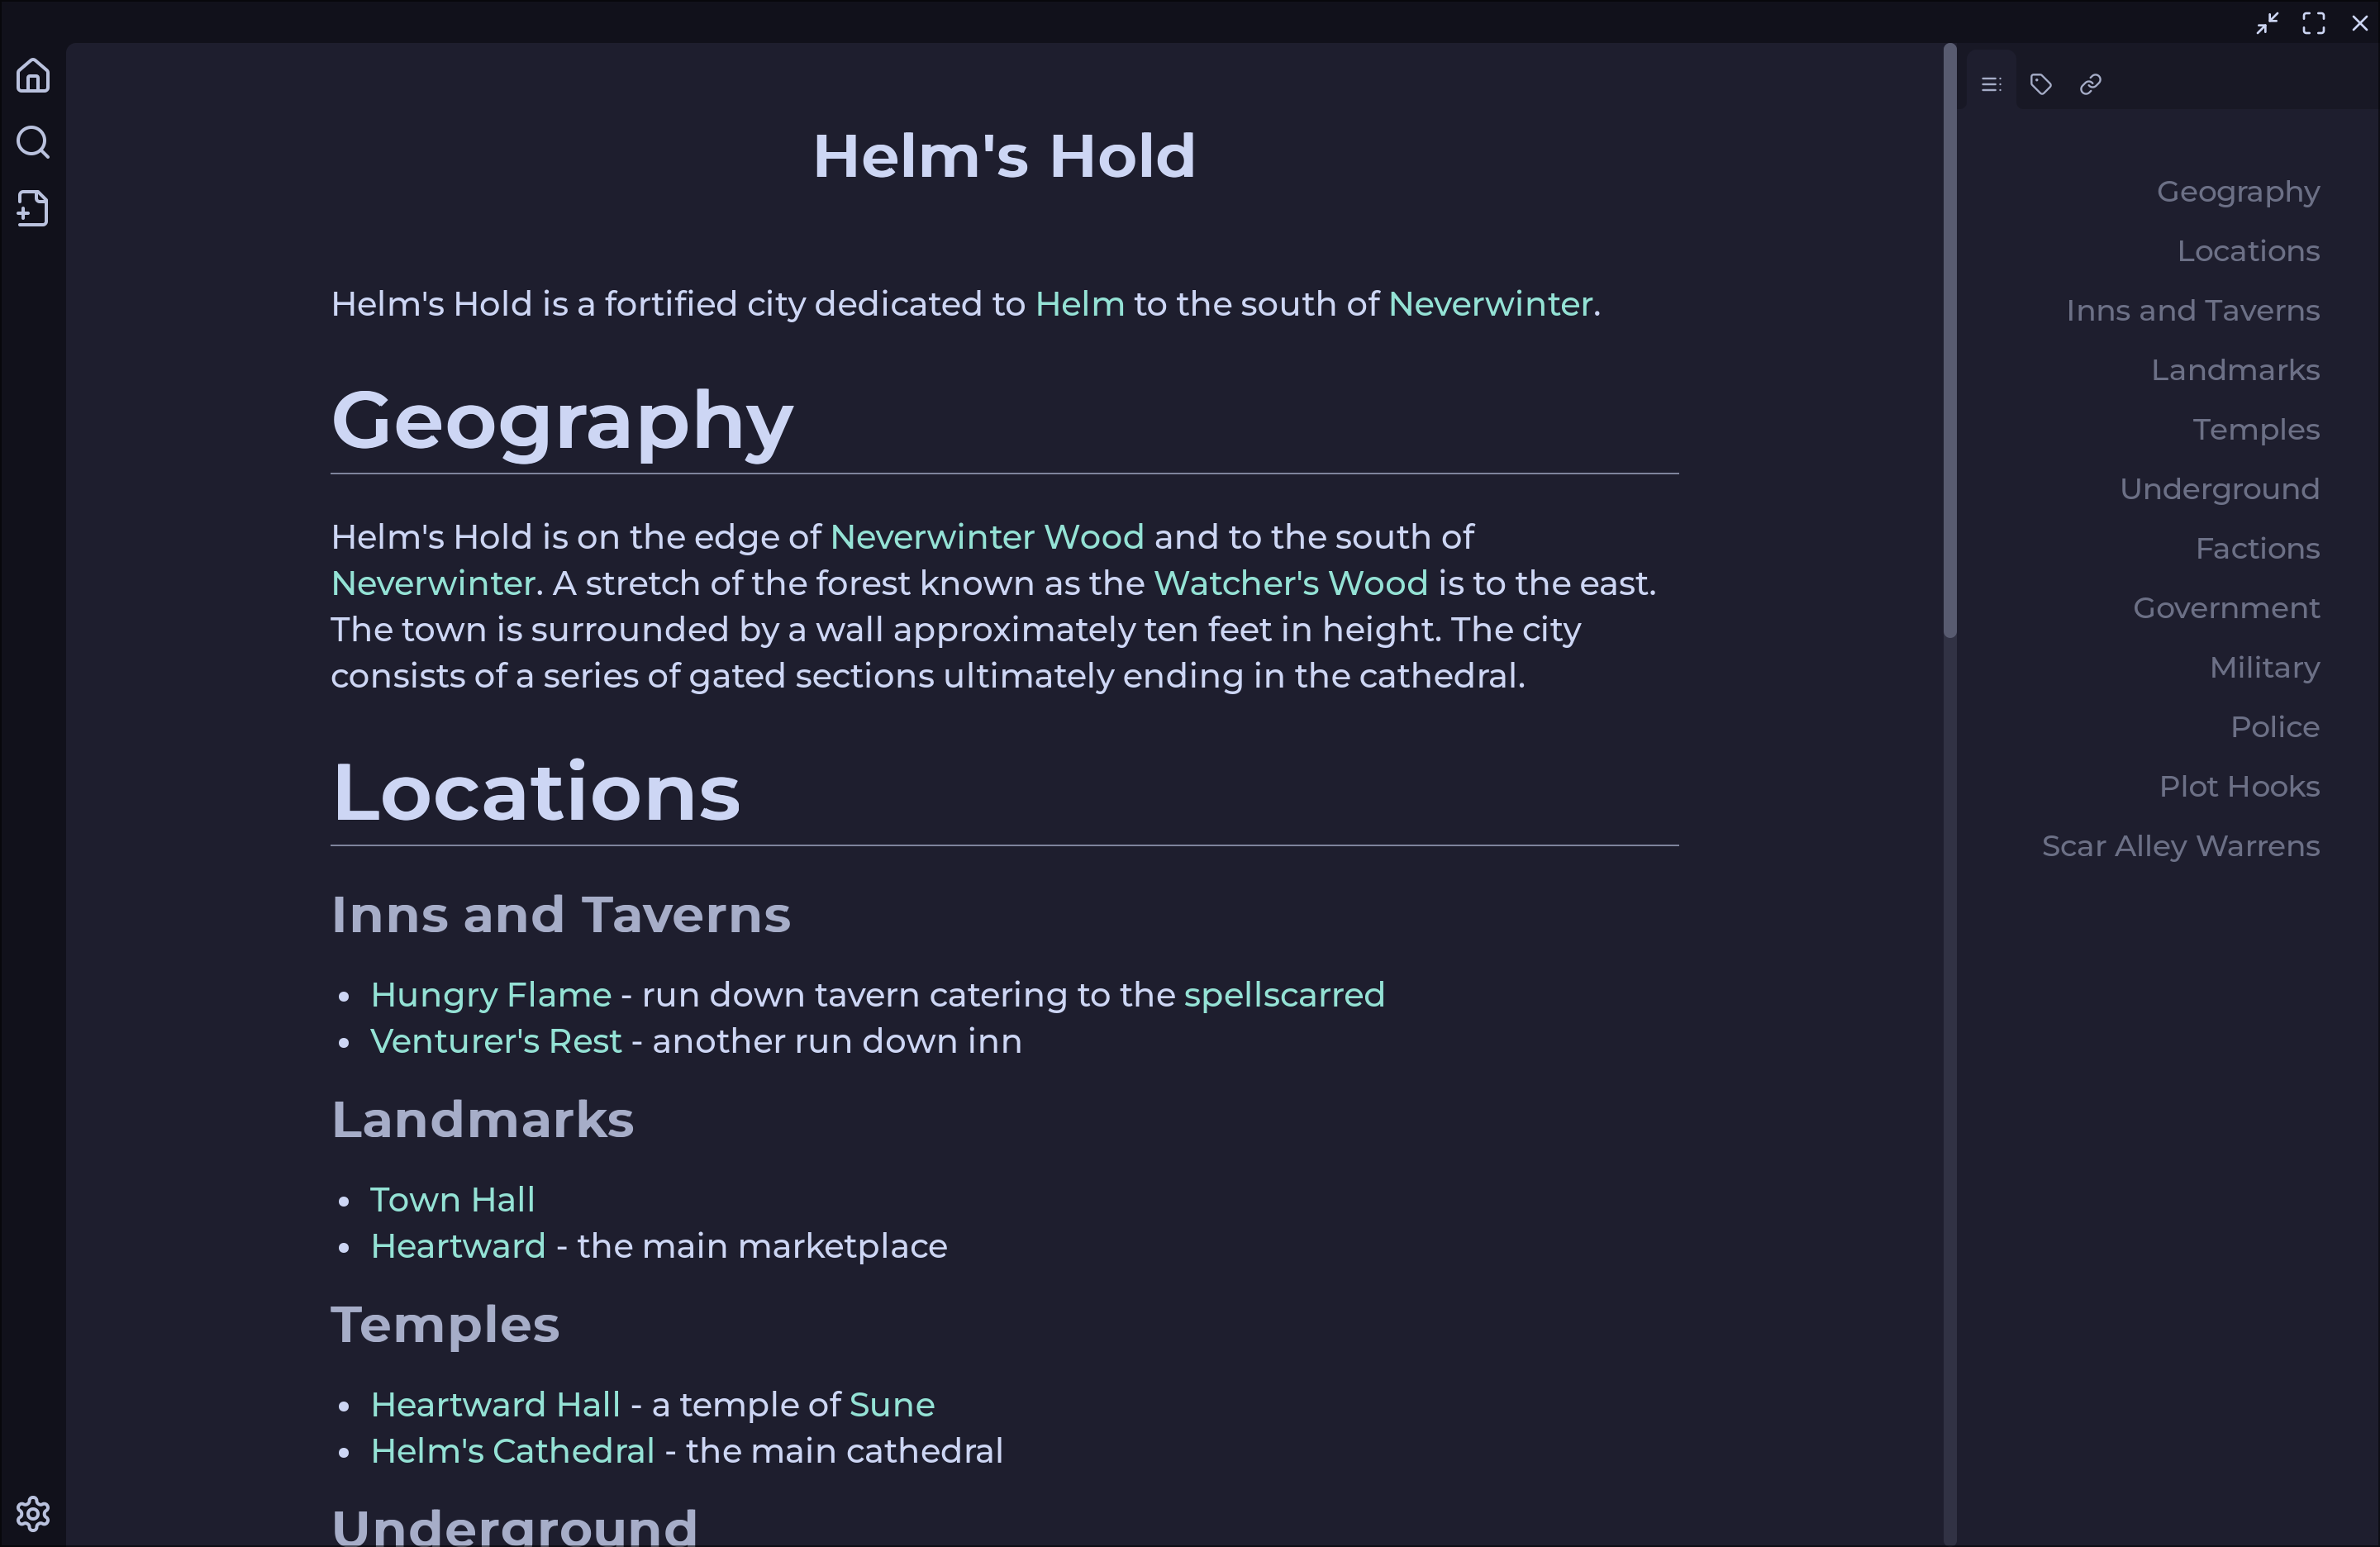 Helm's Hold
Helm's Hold is a fortified city dedicated to Helm to the south of Neverwinter.
Geography
Helm's Hold is on the edge of Neverwinter Wood and to the south of
Neverwinter. A stretch of the forest known as the Watcher's Wood is to the east.
The town is surrounded by a wall approximately ten feet in height. The city
consists of a series of gated sections ultimately ending in the cathedral.
Locations
Inns and Taverns
• Hungry Flame - run down tavern catering to the spellscarred
• Venturer's Rest - another run down inn
Landmarks
• Town Hall
• Heartward - the main marketplace
Temples
• Heartward Hall - a temple of Sune
• Helm's Cathedral - the main cathedral
Underground
Geography
Locations
Inns and Taverns
Landmarks
Temples
Underground
Factions
Government
Military
Police
Plot Hooks
Scar Alley Warrens